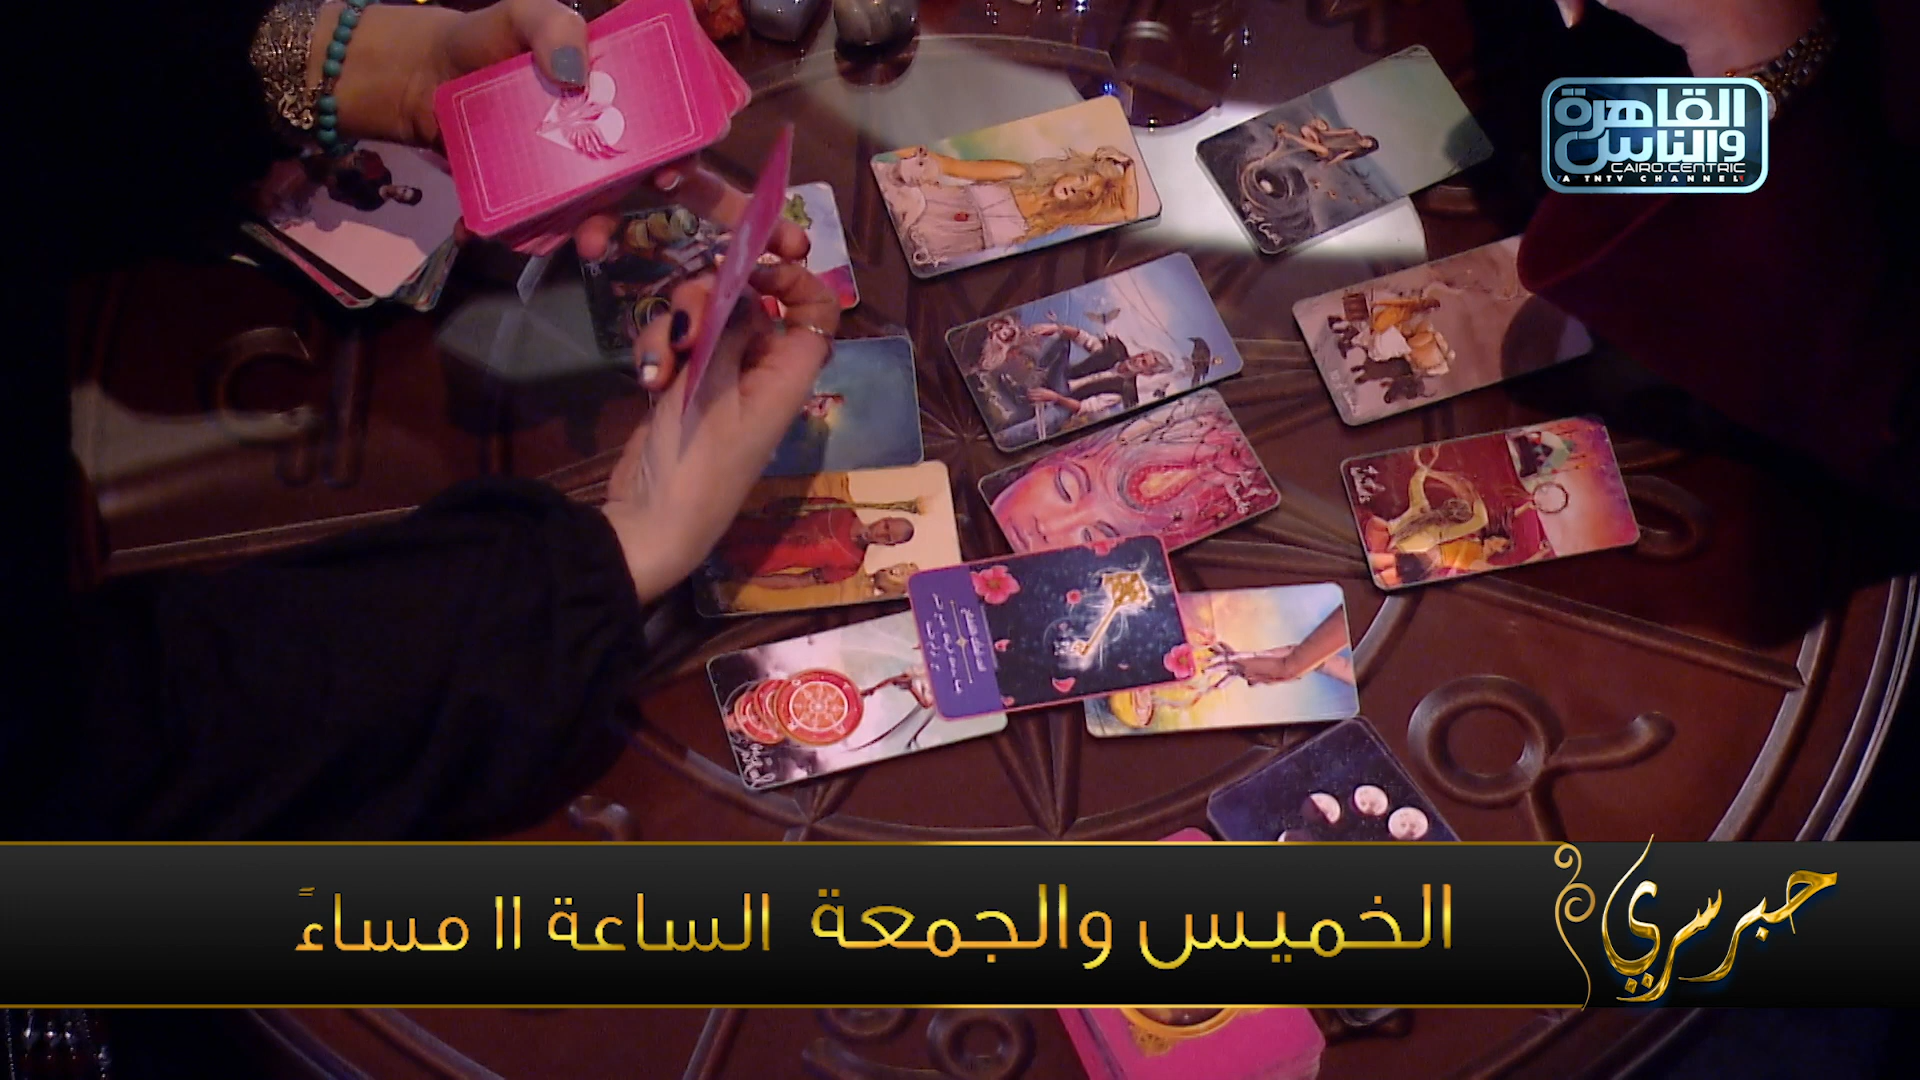 القاهرة
والناس
CAIRO.CENTRIC
A TNTV CHANNEL
حبر سري
الخميس والجمعة الساعة ١١ مساءً